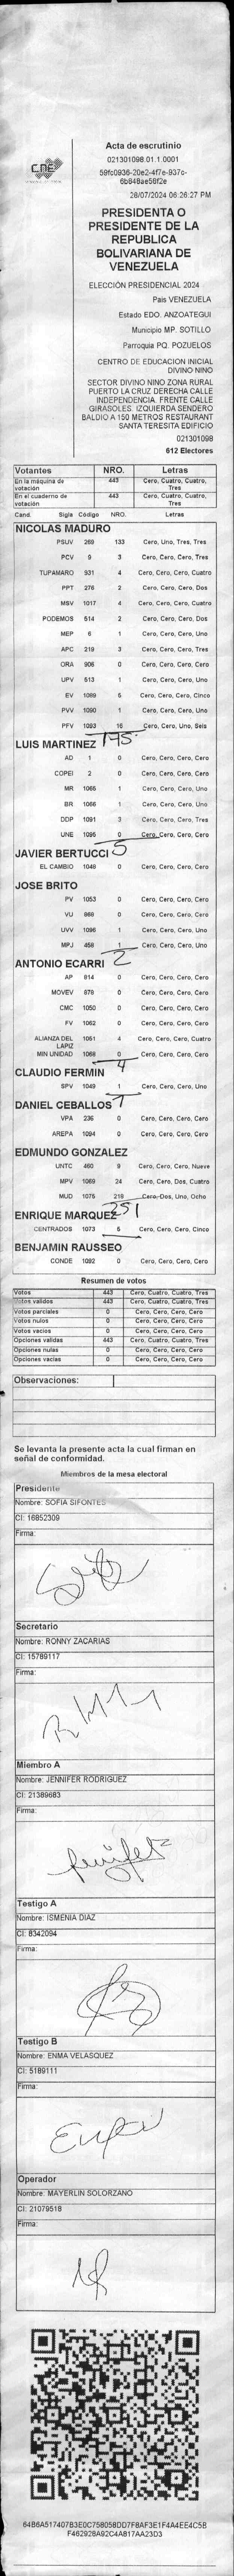 CNE
Acta de escrutinio
021301098.01.1.0001
59fc0936-20e2-4f7e-937c-
6b848ae58f2e
28/07/2024 06:26:27 PM
PRESIDENTA O
PRESIDENTE DE LA
REPUBLICA
BOLIVARIANA DE
VENEZUELA
ELECCIÓN PRESIDENCIAL 2024
País VENEZUELA
Estado EDO. ANZOATEGUI
Municipio MP. SOTILLO
Parroquia PQ. POZUELOS
CENTRO DE EDUCACION INICIAL
DIVINO NINO
SECTOR DIVINO NINO ZONA RURAL
PUERTO LA CRUZ DERECHA CALLE
INDEPENDENCIA. FRENTE CALLE
GIRASOLES. IZQUIERDA SENDERO
BALDIO A 150 METROS RESTAURANT
SANTA TERESITA EDIFICIO
021301098
612 Electores
Votantes NRO. Letras
En la máquina de votación 443 Cero, Cuatro, Cuatro, Tres
En el cuaderno de votación 443 Cero, Cuatro, Cuatro, Tres
Cand. Sigla Código NRO. Letras
NICOLAS MADURO
PSUV 269 133 Cero, Uno, Tres, Tres
PCV 9 3 Cero, Cero, Cero, Tres
TUPAMARO 931 4 Cero, Cero, Cero, Cuatro
PPT 276 2 Cero, Cero, Cero, Dos
MSV 1017 4 Cero, Cero, Cero, Cuatro
PODEMOS 514 2 Cero, Cero, Cero, Dos
MEP 6 1 Cero, Cero, Cero, Uno
APC 219 3 Cero, Cero, Cero, Tres
ORA 906 0 Cero, Cero, Cero, Cero
UPV 513 1 Cero, Cero, Cero, Uno
EV 1089 5 Cero, Cero, Cero, Cinco
PVV 1090 1 Cero, Cero, Cero, Uno
PFV 1093 16 Cero, Cero, Uno, Seis
175
LUIS MARTINEZ
AD 1 0 Cero, Cero, Cero, Cero
COPEI 2 0 Cero, Cero, Cero, Cero
MR 1065 1 Cero, Cero, Cero, Uno
BR 1066 1 Cero, Cero, Cero, Uno
DDP 1091 3 Cero, Cero, Cero, Tres
UNE 1095 0 Cero, Cero, Cero, Cero
5
JAVIER BERTUCCI
EL CAMBIO 1048 0 Cero, Cero, Cero, Cero
JOSE BRITO
PV 1053 0 Cero, Cero, Cero, Cero
VU 888 0 Cero, Cero, Cero, Cero
UVV 1096 1 Cero, Cero, Cero, Uno
MPJ 458 1 Cero, Cero, Cero, Uno
2
ANTONIO ECARRI
AP 814 0 Cero, Cero, Cero, Cero
MOVEV 879 0 Cero, Cero, Cero, Cero
CMC 1050 0 Cero, Cero, Cero, Cero
FV 1062 0 Cero, Cero, Cero, Cero
ALIANZA DEL LAPIZ 1051 4 Cero, Cero, Cero, Cuatro
MIN UNIDAD 1068 0 Cero, Cero, Cero, Cero
4
CLAUDIO FERMIN
SPV 1049 1 Cero, Cero, Cero, Uno
1
DANIEL CEBALLOS
VPA 236 0 Cero, Cero, Cero, Cero
AREPA 1094 0 Cero, Cero, Cero, Cero
EDMUNDO GONZALEZ
UNTC 460 9 Cero, Cero, Cero, Nueve
MPV 1069 24 Cero, Cero, Dos, Cuatro
MUD 1075 218 Cero, Dos, Uno, Ocho
251
ENRIQUE MARQUEZ
CENTRADOS 1073 5 Cero, Cero, Cero, Cinco
BENJAMIN RAUSSEO
CONDE 1092 0 Cero, Cero, Cero, Cero
Resumen de votos
Votos 443 Cero, Cuatro, Cuatro, Tres
Votos validos 443 Cero, Cuatro, Cuatro, Tres
Votos parciales 0 Cero, Cero, Cero, Cero
Votos nulos 0 Cero, Cero, Cero, Cero
Votos vacios 0 Cero, Cero, Cero, Cero
Opciones validas 443 Cero, Cuatro, Cuatro, Tres
Opciones nulas 0 Cero, Cero, Cero, Cero
Opciones vacias 0 Cero, Cero, Cero, Cero
Observaciones:
Se levanta la presente acta la cual firman en
señal de conformidad.
Miembros de la mesa electoral
Presidente
Nombre: SOFIA SIFONTES
CI: 16852309
Firma:
Secretario
Nombre: RONNY ZACARIAS
CI: 15789117
Firma:
Miembro A
Nombre: JENNIFER RODRIGUEZ
CI: 21389683
Firma:
Testigo A
Nombre: ISMENIA DIAZ
CI: 8342094
Firma:
Testigo B
Nombre: ENMA VELASQUEZ
CI: 5189111
Firma:
Operador
Nombre: MAYERLIN SOLORZANO
CI: 21079518
Firma:
64B6A517407B3E0C758058DD7F8AF3E1F4A4EE4C5B
F462928A92C4A817AA23D3